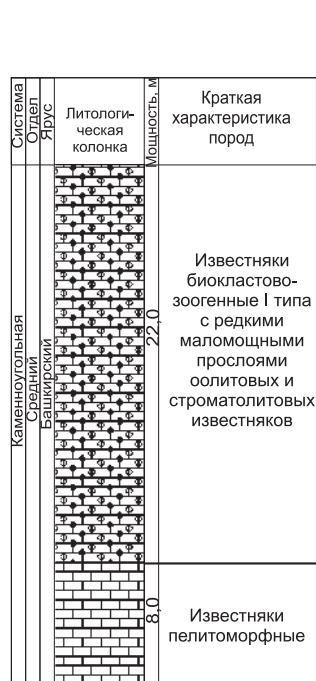 Система
Отдел
Ярус
Литологи-
ческая
колонка
Мощность, м
Краткая
характеристика
пород
Каменноугольная
Средний
Башкирский
22,0
Известняки
биокластово-
зоогенные I типа
с редкими
маломощными
прослоями
оолитовых и
строматолитовых
известняков
8,0
Известняки
пелитоморфные